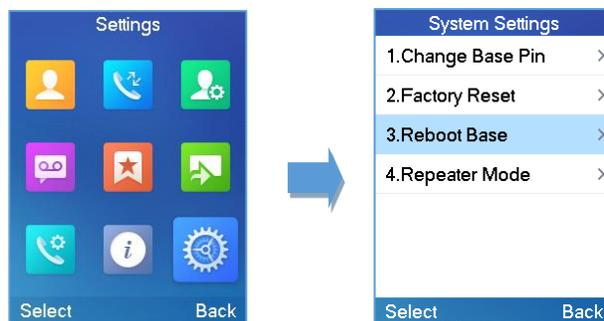 Settings
Select Back
System Settings
1.Change Base Pin
2.Factory Reset
3.Reboot Base
4.Repeater Mode
Select Back